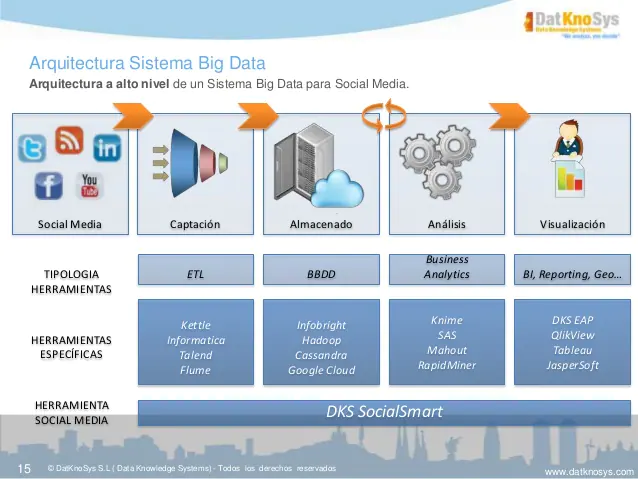 DatKnoSys
Data Knowledge Systems
"We analyze, you decide"
Arquitectura Sistema Big Data
Arquitectura a alto nivel de un Sistema Big Data para Social Media.
in
f
You
Tube
Social Media
Captación
Almacenado
Análisis
Visualización
TIPOLOGIA
HERRAMIENTAS
ETL
BBDD
Business
Analytics
BI, Reporting, Geo...
HERRAMIENTAS
ESPECÍFICAS
Kettle
Informatica
Talend
Flume
Infobright
Hadoop
Cassandra
Google Cloud
Knime
SAS
Mahout
RapidMiner
DKS EAP
QlikView
Tableau
JasperSoft
HERRAMIENTA
SOCIAL MEDIA
DKS SocialSmart
15
© DatKnoSys S.L ( Data Knowledge Systems) - Todos los derechos reservados
www.datknosys.com